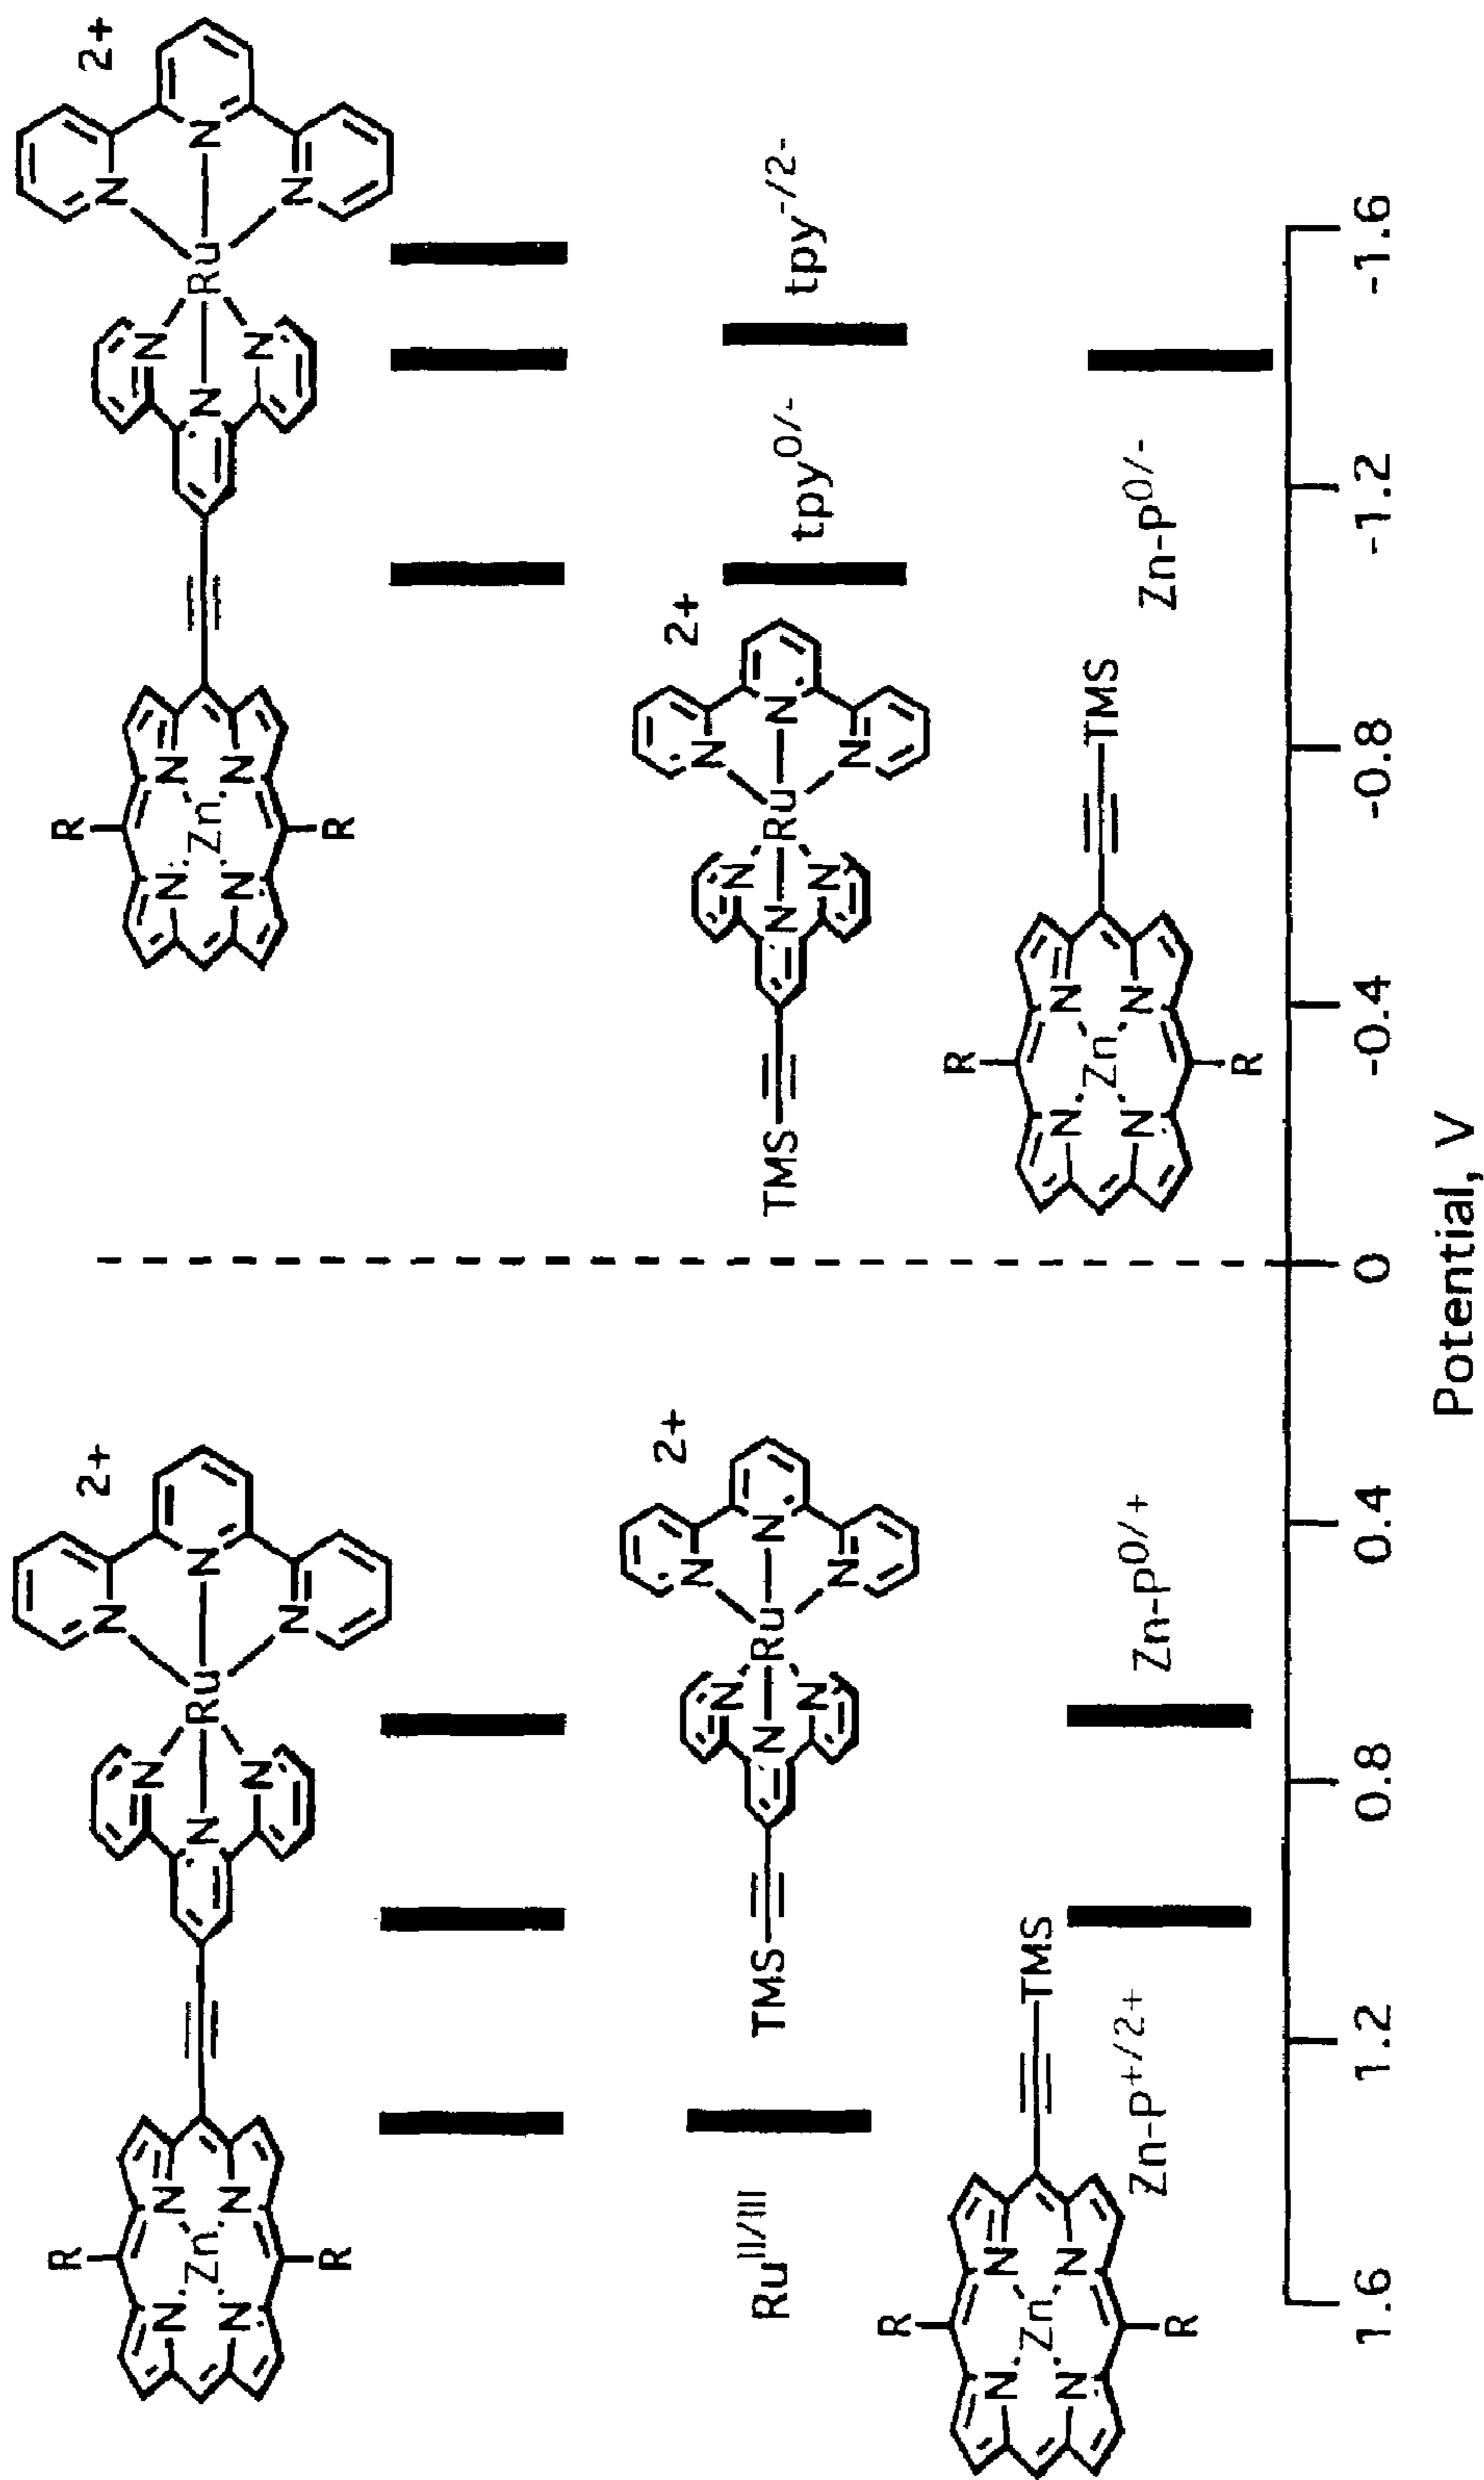 R
N N
Zn
N N
R
N
N
N
Ru
N
N
N
2+
R
N N
Zn
N N
R
N
N
N
Ru
N
N
N
2+
Ru^II/III
TMS
N
N
N
Ru
N
N
N
2+
TMS
N
N
N
Ru
N
N
N
2+
tpy^0/-
tpy^-/2-
R
N N
Zn
N N
R
TMS
Zn-P^+/2+
Zn-P^0/+
R
N N
Zn
N N
R
TMS
Zn-P^0/-
1.6 1.2 0.8 0.4 0 -0.4 -0.8 -1.2 -1.6
Potential, V